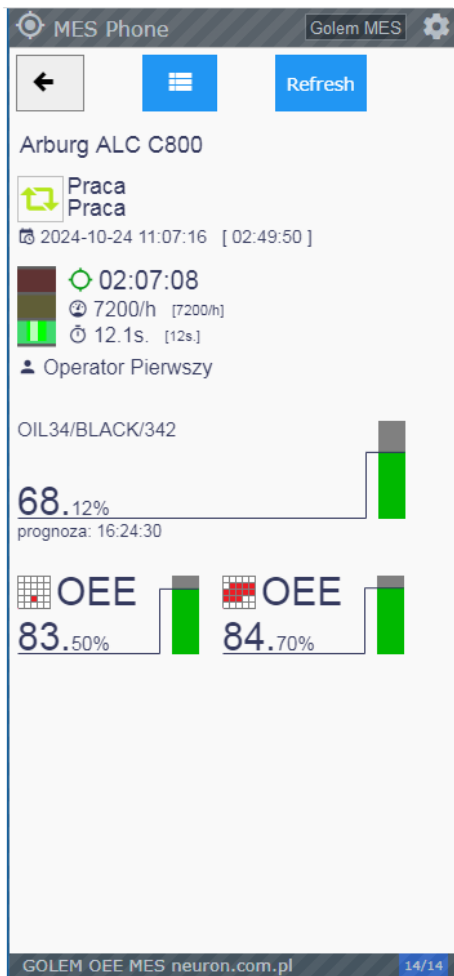 MES Phone Golem MES
Refresh
Arburg ALC C800
Praca
Praca
2024-10-24 11:07:16 [ 02:49:50 ]
02:07:08
7200/h [7200/h]
12.1s. [12s.]
Operator Pierwszy
OIL34/BLACK/342
68.12%
prognoza: 16:24:30
OEE OEE
83.50% 84.70%
GOLEM OEE MES neuron.com.pl 14/14